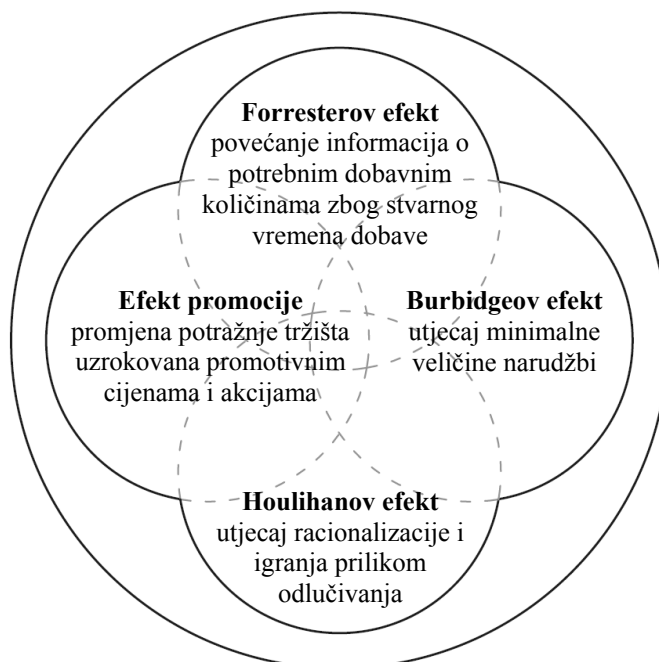 Forresterov efekt
povećanje informacija o
potrebnim dobavnim
količinama zbog stvarnog
vremena dobave
Efekt promocije
promjena potražnje tržišta
uzrokovana promotivnim
cijenama i akcijama
Burbidgeov efekt
utjecaj minimalne
veličine narudžbi
Houlihanov efekt
utjecaj racionalizacije i
igranja prilikom
odlučivanja